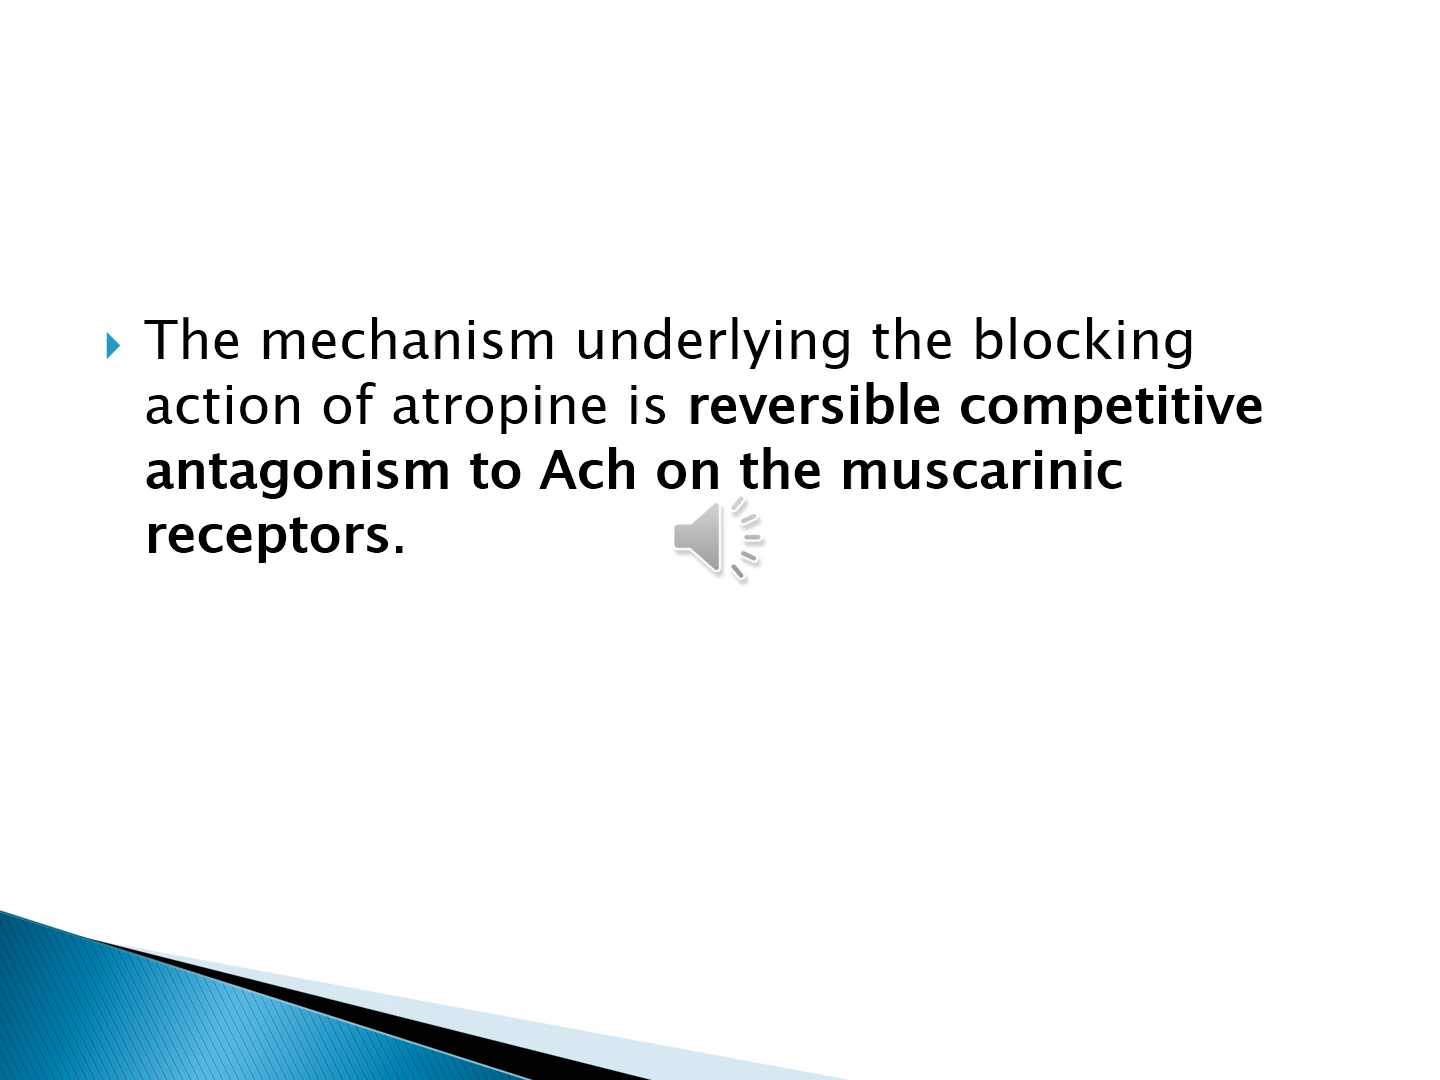 The mechanism underlying the blocking
action of atropine is reversible competitive
antagonism to Ach on the muscarinic
receptors.